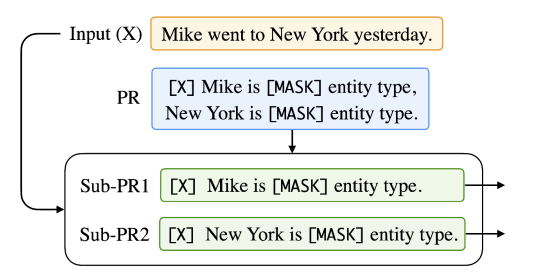 Input (X) Mike went to New York yesterday.
PR [X] Mike is [MASK] entity type,
New York is [MASK] entity type.
Sub-PR1 [X] Mike is [MASK] entity type.
Sub-PR2 [X] New York is [MASK] entity type.